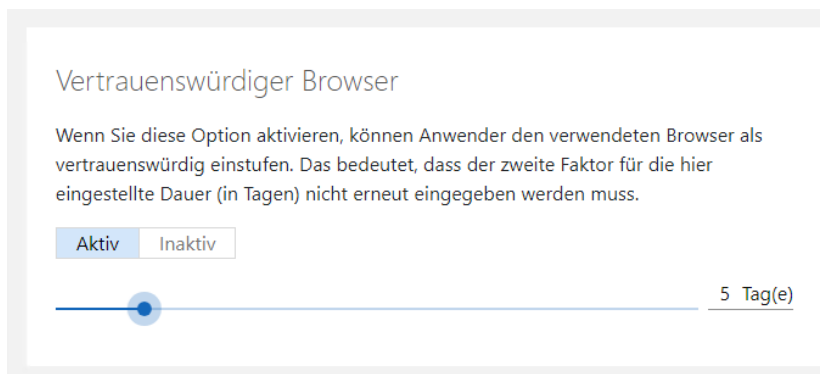 Vertrauenswürdiger Browser
Wenn Sie diese Option aktivieren, können Anwender den verwendeten Browser als
vertrauenswürdig einstufen. Das bedeutet, dass der zweite Faktor für die hier
eingestellte Dauer (in Tagen) nicht erneut eingegeben werden muss.
Aktiv Inaktiv
5 Tag(e)